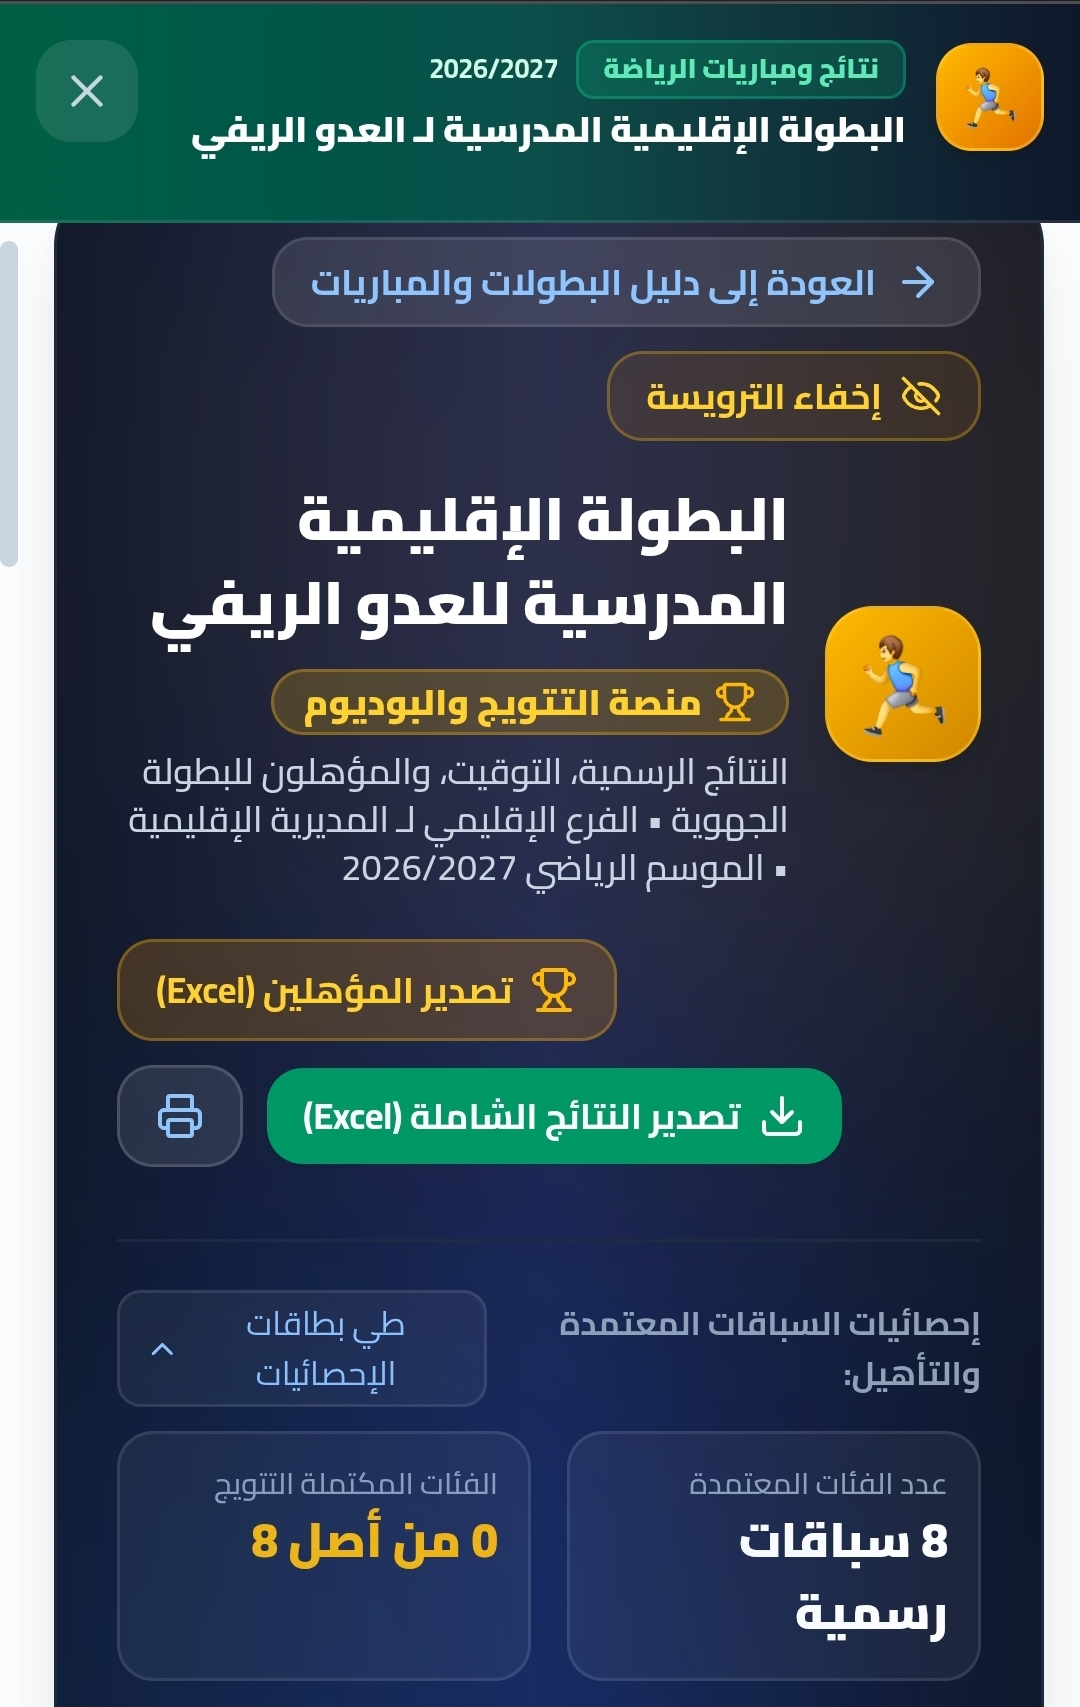 نتائج ومباريات الرياضة 2026/2027
البطولة الإقليمية المدرسية لـ العدو الريفي
العودة إلى دليل البطولات والمباريات
إخفاء الترويسة
البطولة الإقليمية
المدرسية للعدو الريفي
منصة التتويج والبوديوم
النتائج الرسمية، التوقيت، والمؤهلون للبطولة
الجهوية ▪ الفرع الإقليمي لـ المديرية الإقليمية
▪ الموسم الرياضي 2026/2027
تصدير المؤهلين (Excel)
تصدير النتائج الشاملة (Excel)
إحصائيات السباقات المعتمدة
والتأهيل:
طي بطاقات
الإحصائيات
عدد الفئات المعتمدة
8 سباقات
رسمية
الفئات المكتملة التتويج
0 من أصل 8